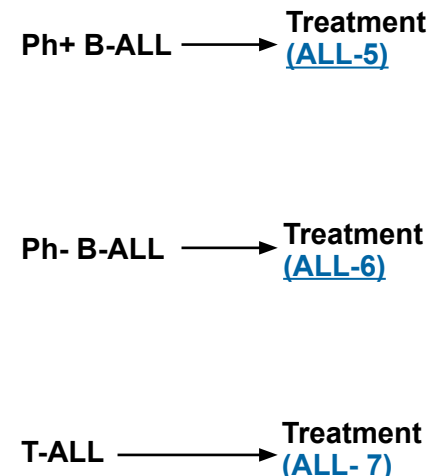 Ph+ B-ALL
Treatment
(ALL-5)
Ph- B-ALL
Treatment
(ALL-6)
T-ALL
Treatment
(ALL- 7)